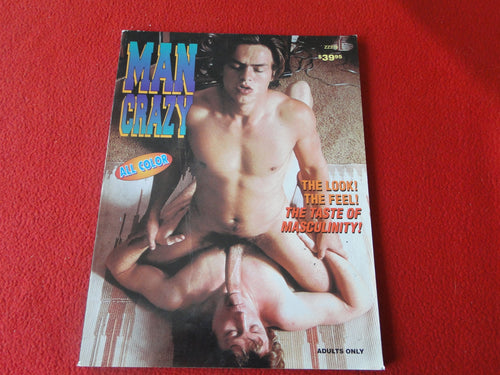 MAN
CRAZY
ALL COLOR
$39.95
THE LOOK!
THE FEEL!
THE TASTE OF
MASCULINITY!
ADULTS ONLY